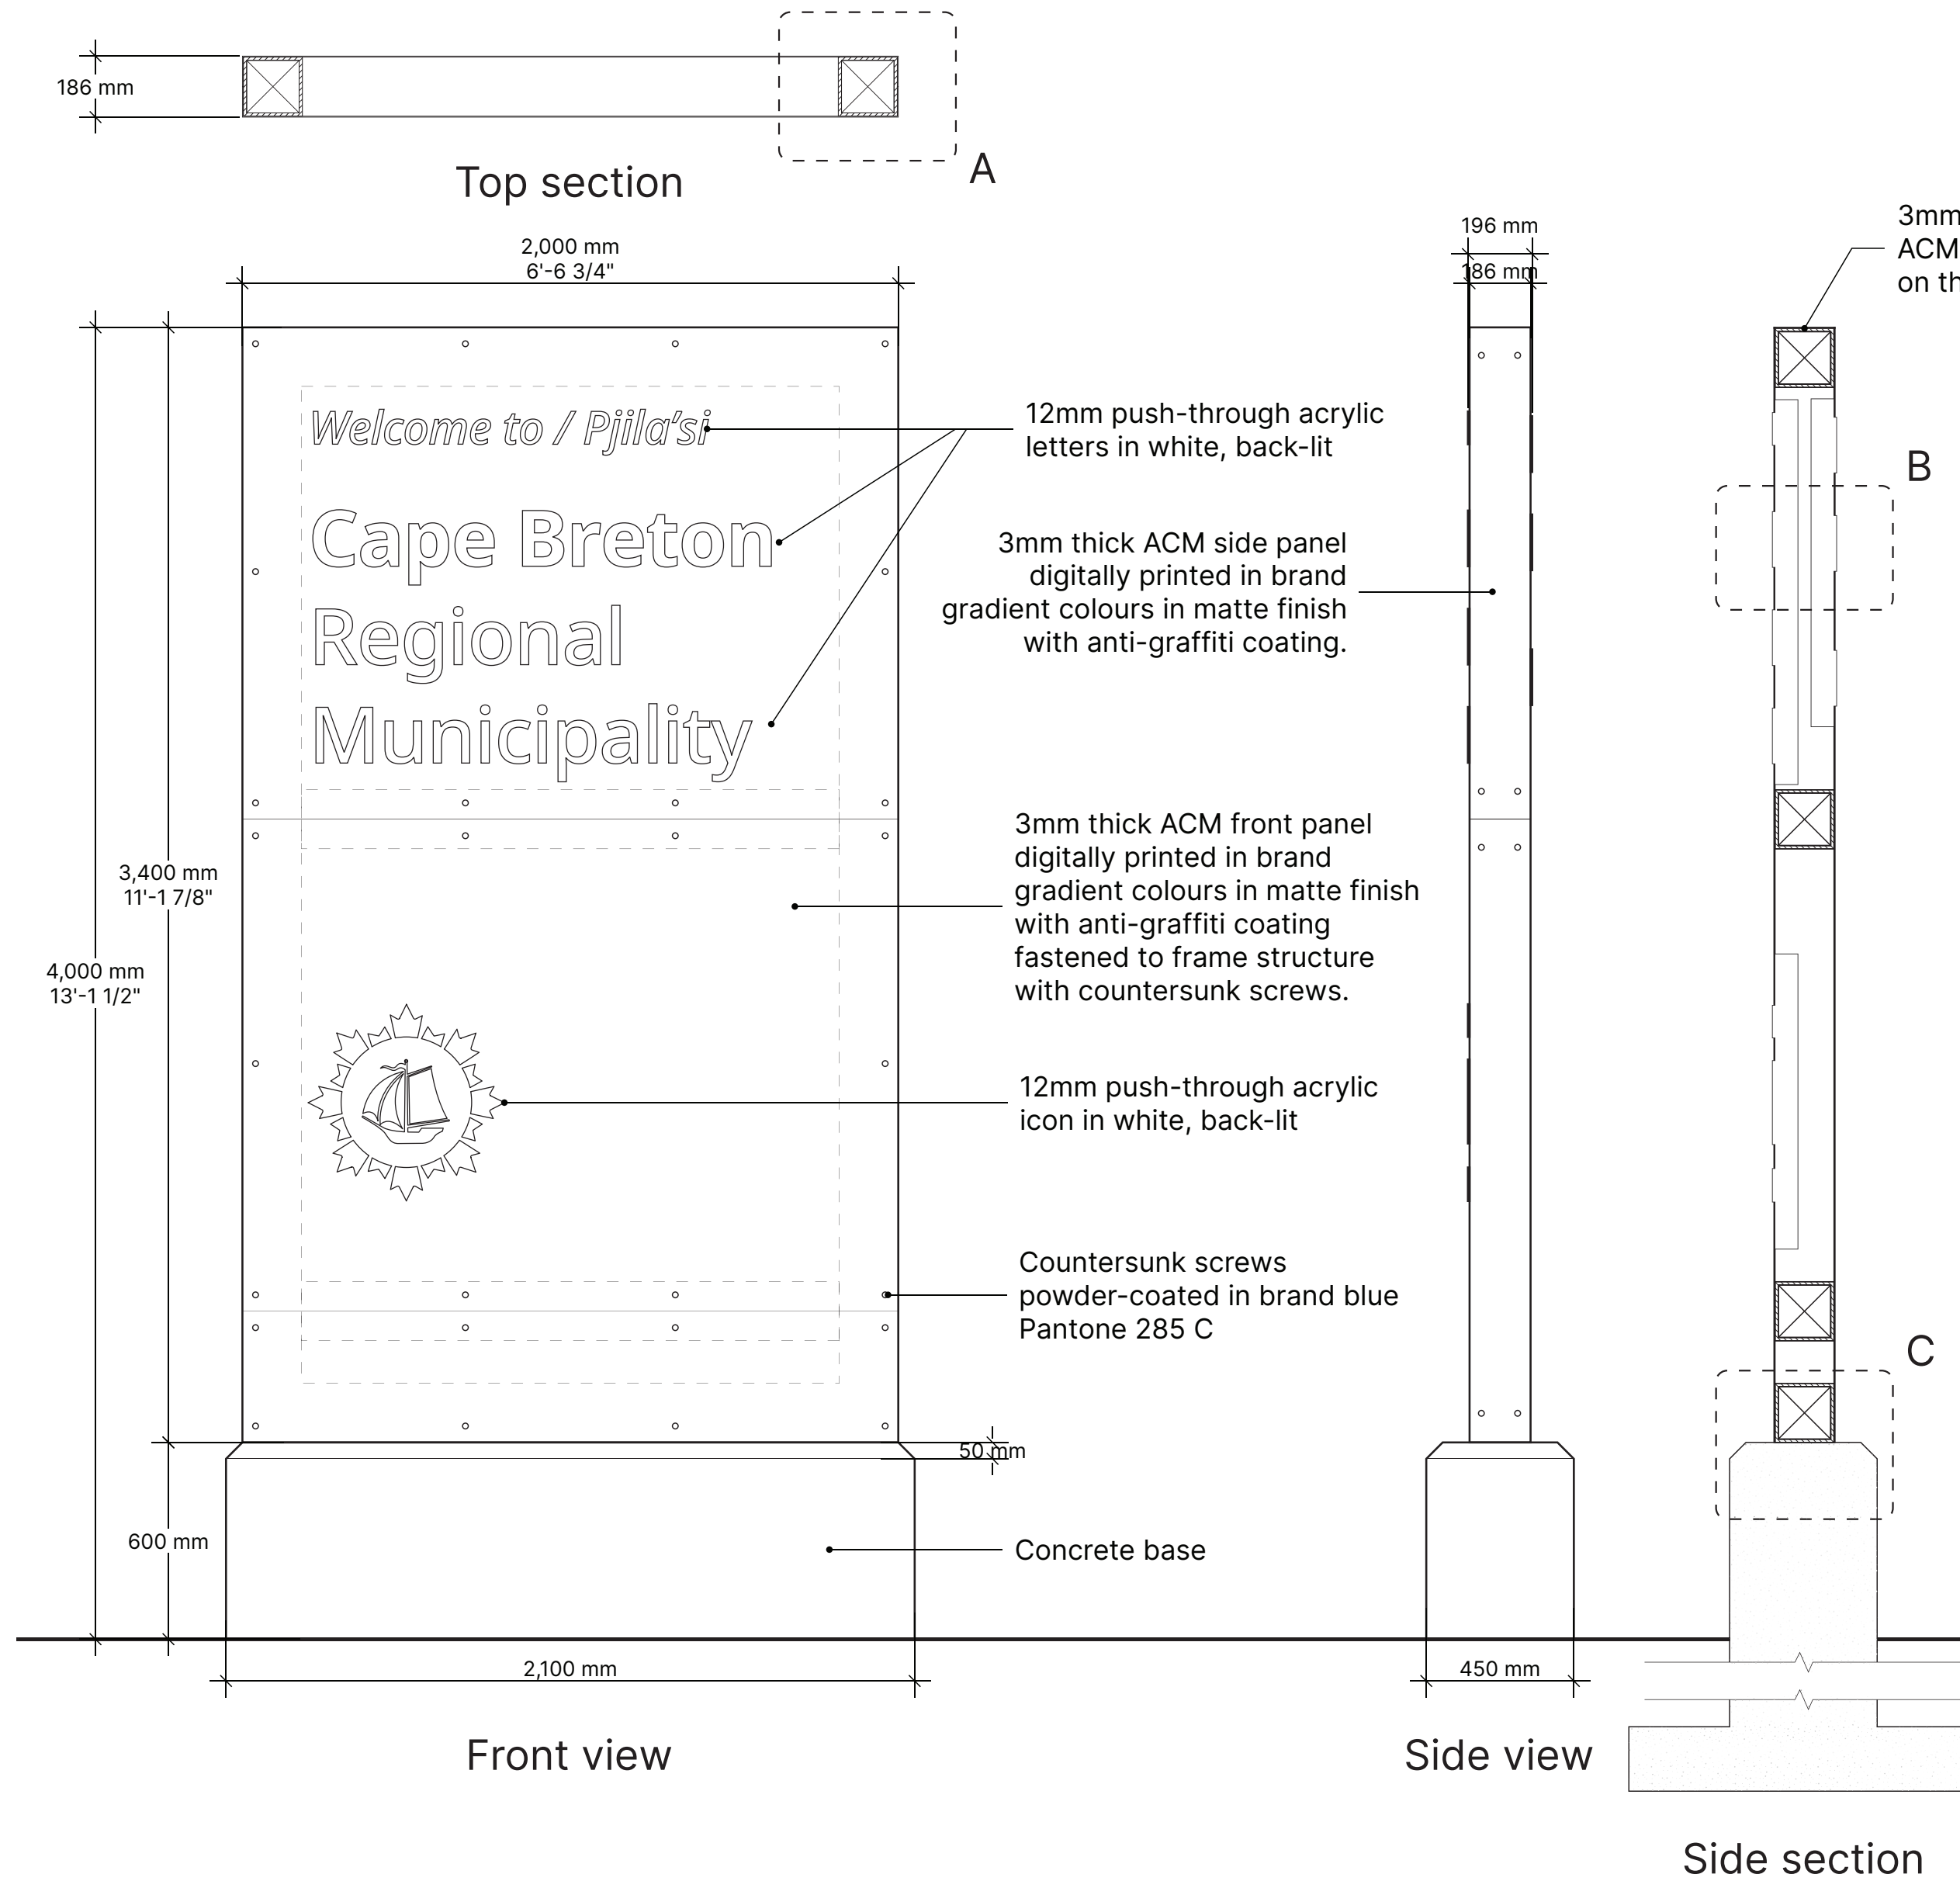 186 mm
Top section
A
2,000 mm
6'-6 3/4"
196 mm
186 mm
3mm
ACM
on th
Welcome to / Pjila'si
Cape Breton
Regional
Municipality
12mm push-through acrylic
letters in white, back-lit
3mm thick ACM side panel
digitally printed in brand
gradient colours in matte finish
with anti-graffiti coating.
B
3mm thick ACM front panel
digitally printed in brand
gradient colours in matte finish
with anti-graffiti coating
fastened to frame structure
with countersunk screws.
3,400 mm
11'-1 7/8"
4,000 mm
13'-1 1/2"
12mm push-through acrylic
icon in white, back-lit
Countersunk screws
powder-coated in brand blue
Pantone 285 C
C
50 mm
600 mm
Concrete base
2,100 mm
450 mm
Front view
Side view
Side section